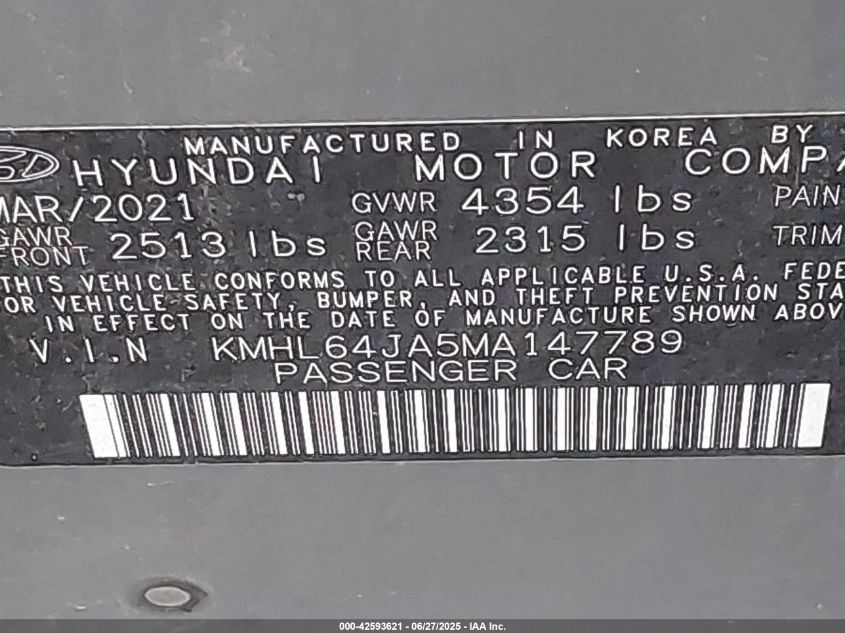 MANUFACTURED IN KOREA BY
HYUNDAI MOTOR COMPA
MAR/2021 GVWR 4354 lbs PAIN
GAWR FRONT 2513 lbs GAWR REAR 2315 lbs TRIM
THIS VEHICLE CONFORMS TO ALL APPLICABLE U.S.A. FEDE
OR VEHICLE SAFETY, BUMPER, AND THEFT PREVENTION STA
IN EFFECT ON THE DATE OF MANUFACTURE SHOWN ABOV
V.I.N KMHL64JA5MA147789
PASSENGER CAR
000-42593621 - 06/27/2025 - IAA Inc.